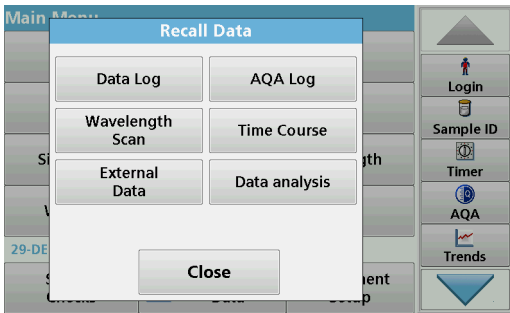 Main Menu
Recall Data
Data Log
AQA Log
Wavelength
Scan
Time Course
External
Data
Data analysis
Close
29-DE
Login
Sample ID
Timer
AQA
Trends